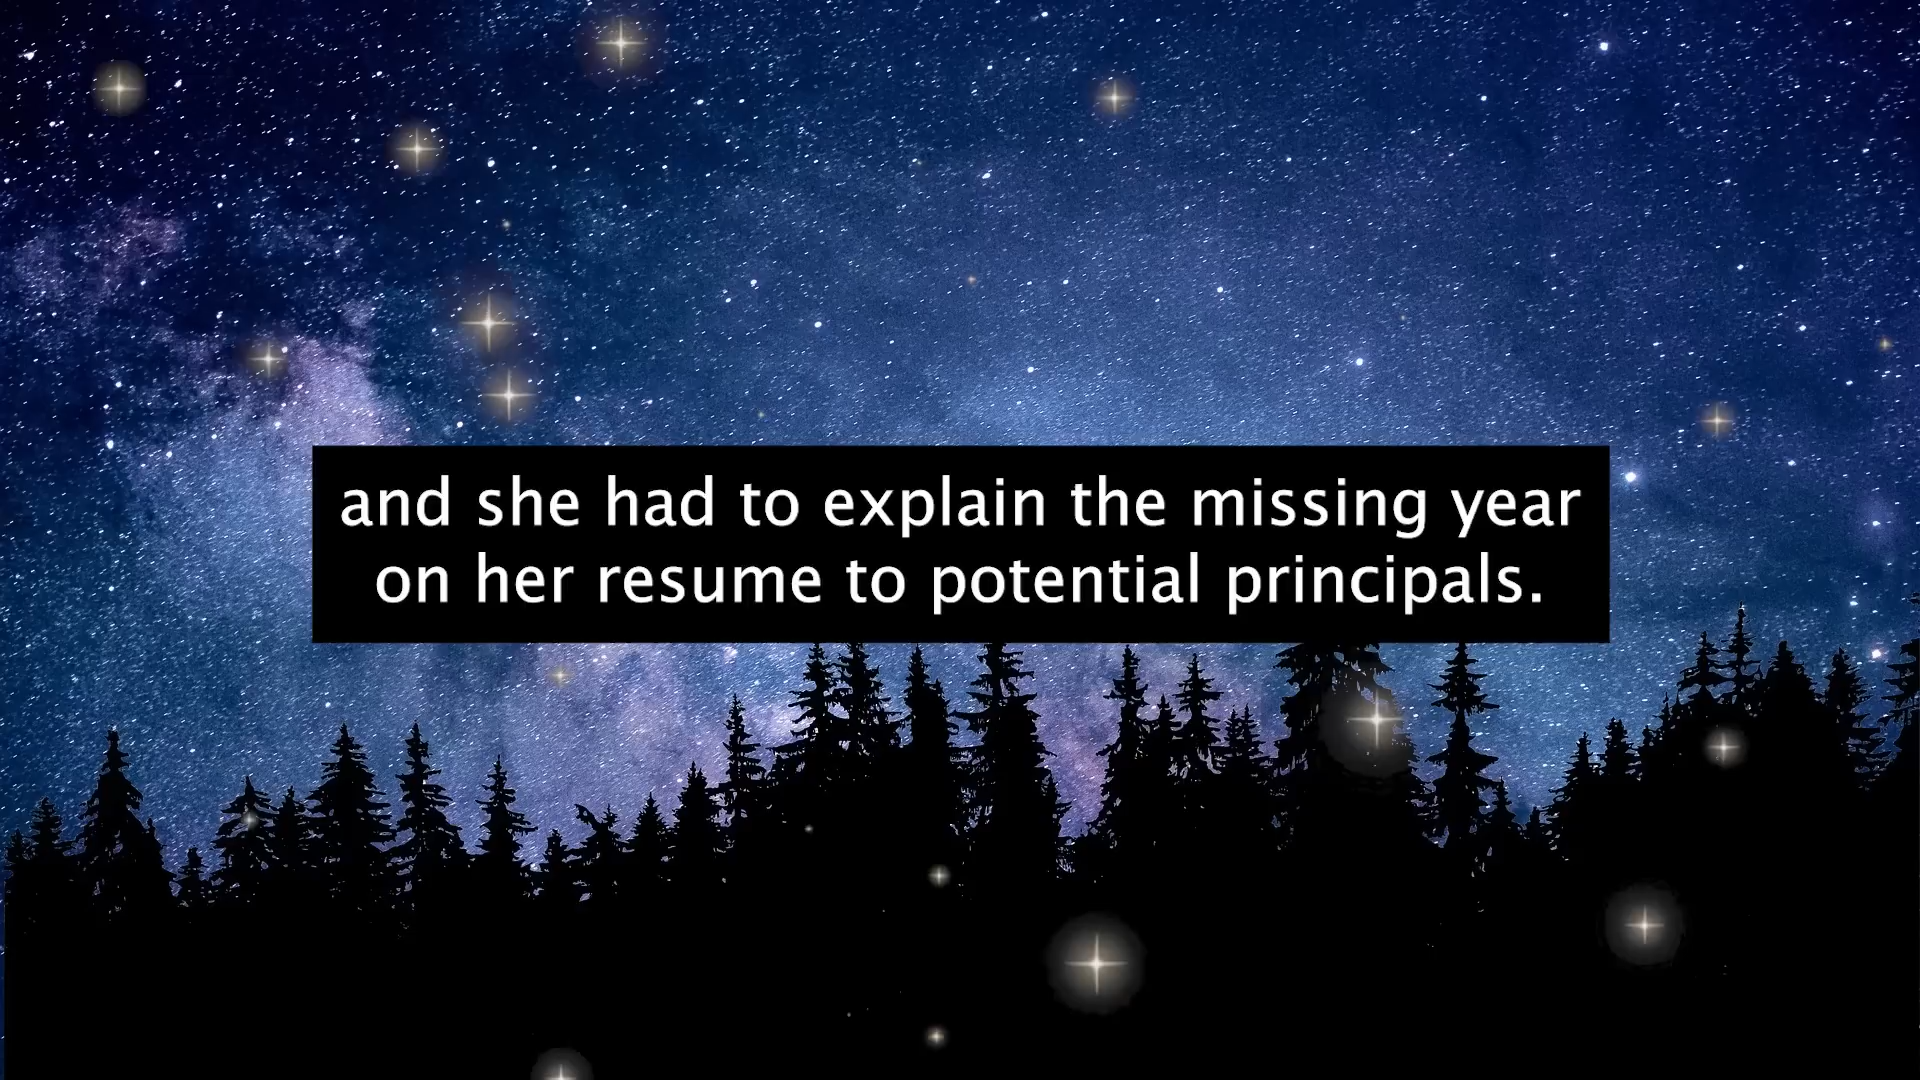 and she had to explain the missing year
on her resume to potential principals.